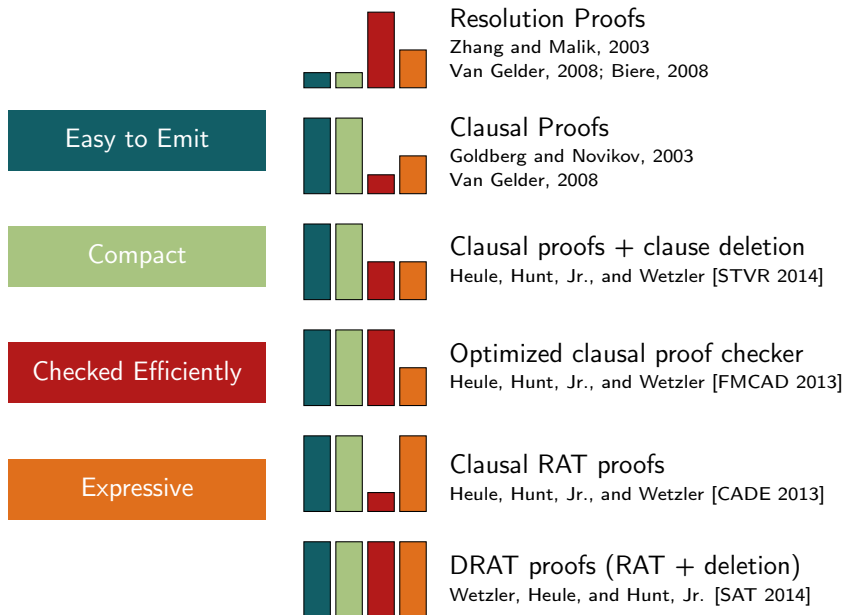 Resolution Proofs
Zhang and Malik, 2003
Van Gelder, 2008; Biere, 2008
Easy to Emit
Clausal Proofs
Goldberg and Novikov, 2003
Van Gelder, 2008
Compact
Clausal proofs + clause deletion
Heule, Hunt, Jr., and Wetzler [STVR 2014]
Checked Efficiently
Optimized clausal proof checker
Heule, Hunt, Jr., and Wetzler [FMCAD 2013]
Expressive
Clausal RAT proofs
Heule, Hunt, Jr., and Wetzler [CADE 2013]
DRAT proofs (RAT + deletion)
Wetzler, Heule, and Hunt, Jr. [SAT 2014]